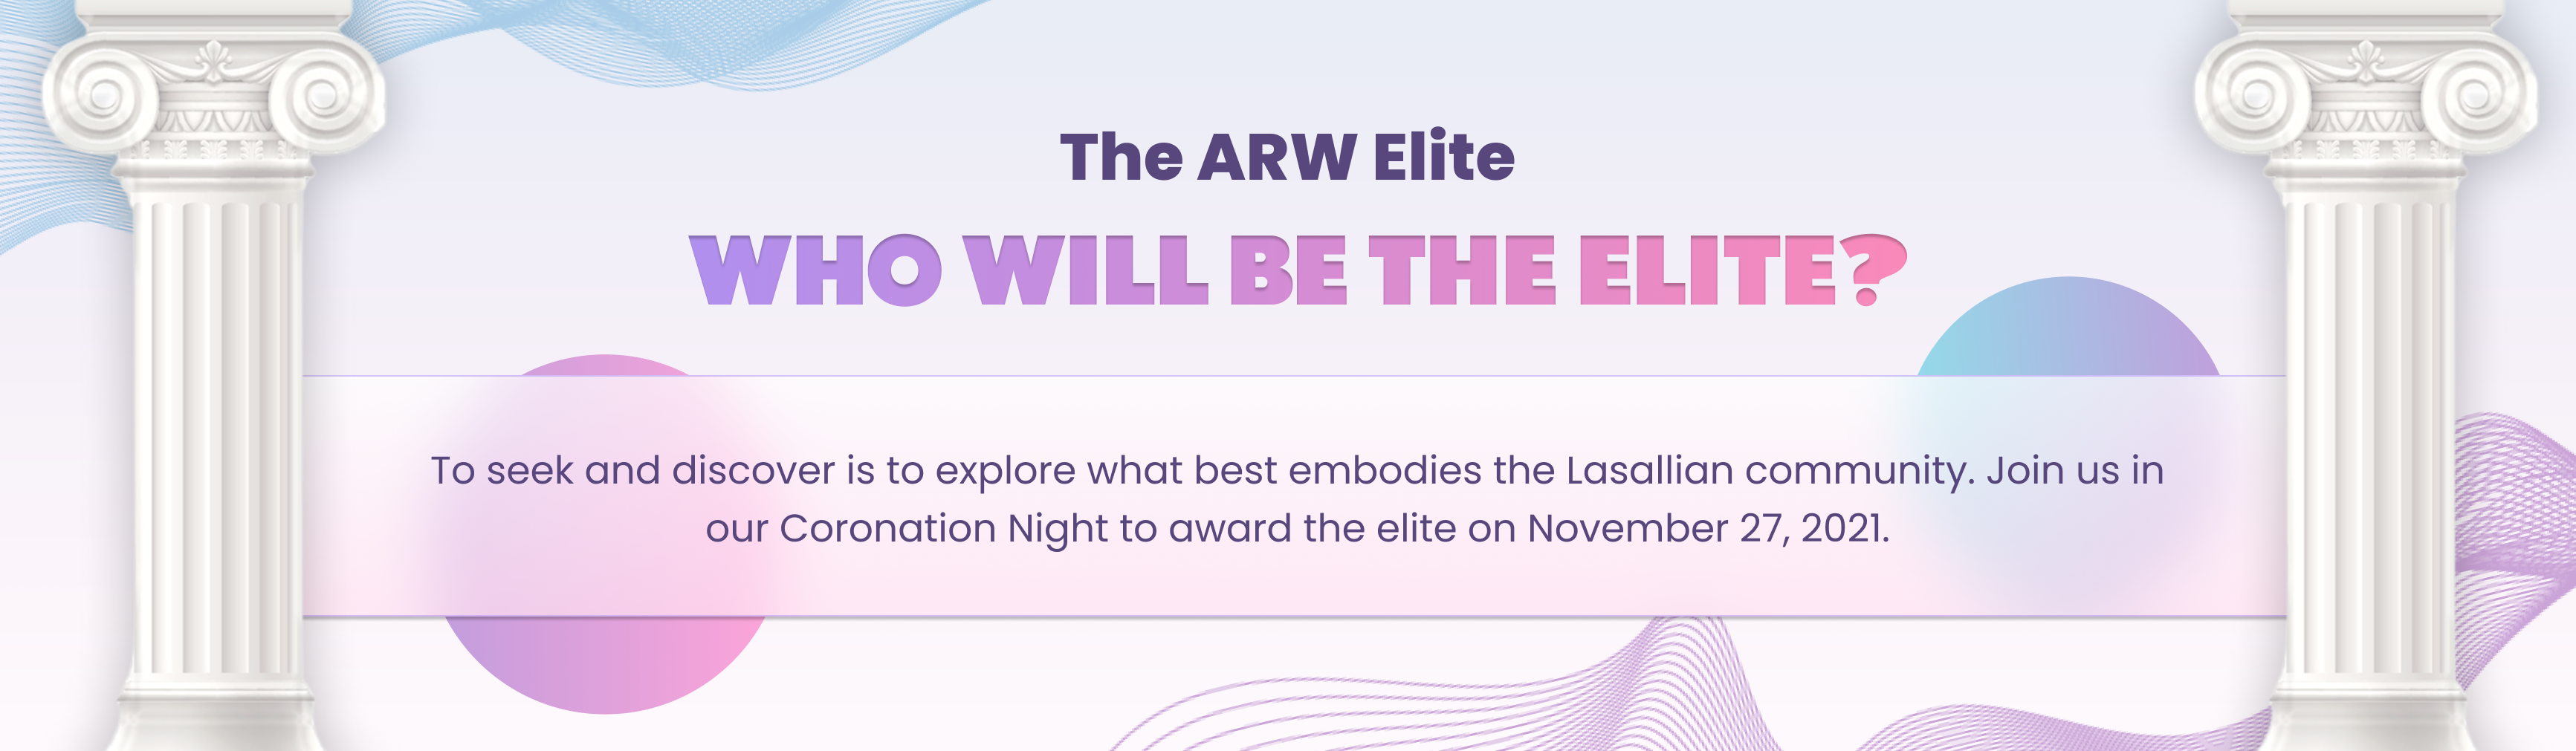 The ARW Elite
WHO WILL BE THE ELITE?
To seek and discover is to explore what best embodies the Lasallian community. Join us in
our Coronation Night to award the elite on November 27, 2021.